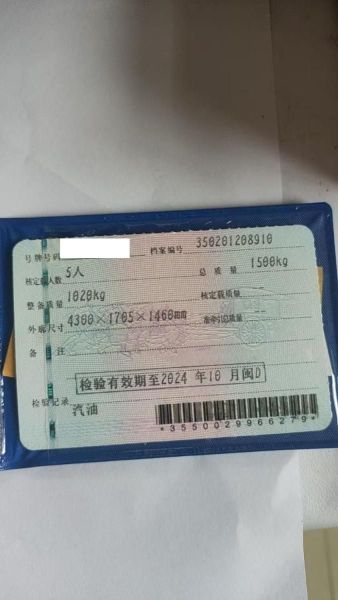 号牌号码 档案编号 350201208910
核定载人数 5人 总质量 1500kg
整备质量 1020kg 核定载质量 --
外廓尺寸 4300×1705×1460mm 准牵引总质量 --
备注
检验有效期至2024 年10 月闽D
检验记录
汽油
*3550029966279*